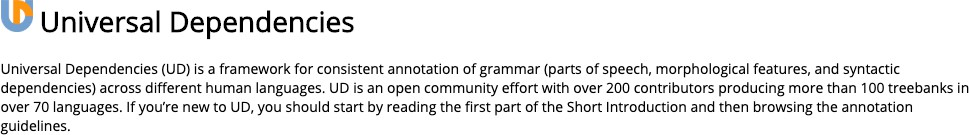 Universal Dependencies
Universal Dependencies (UD) is a framework for consistent annotation of grammar (parts of speech, morphological features, and syntactic
dependencies) across different human languages. UD is an open community effort with over 200 contributors producing more than 100 treebanks in
over 70 languages. If you’re new to UD, you should start by reading the first part of the Short Introduction and then browsing the annotation
guidelines.